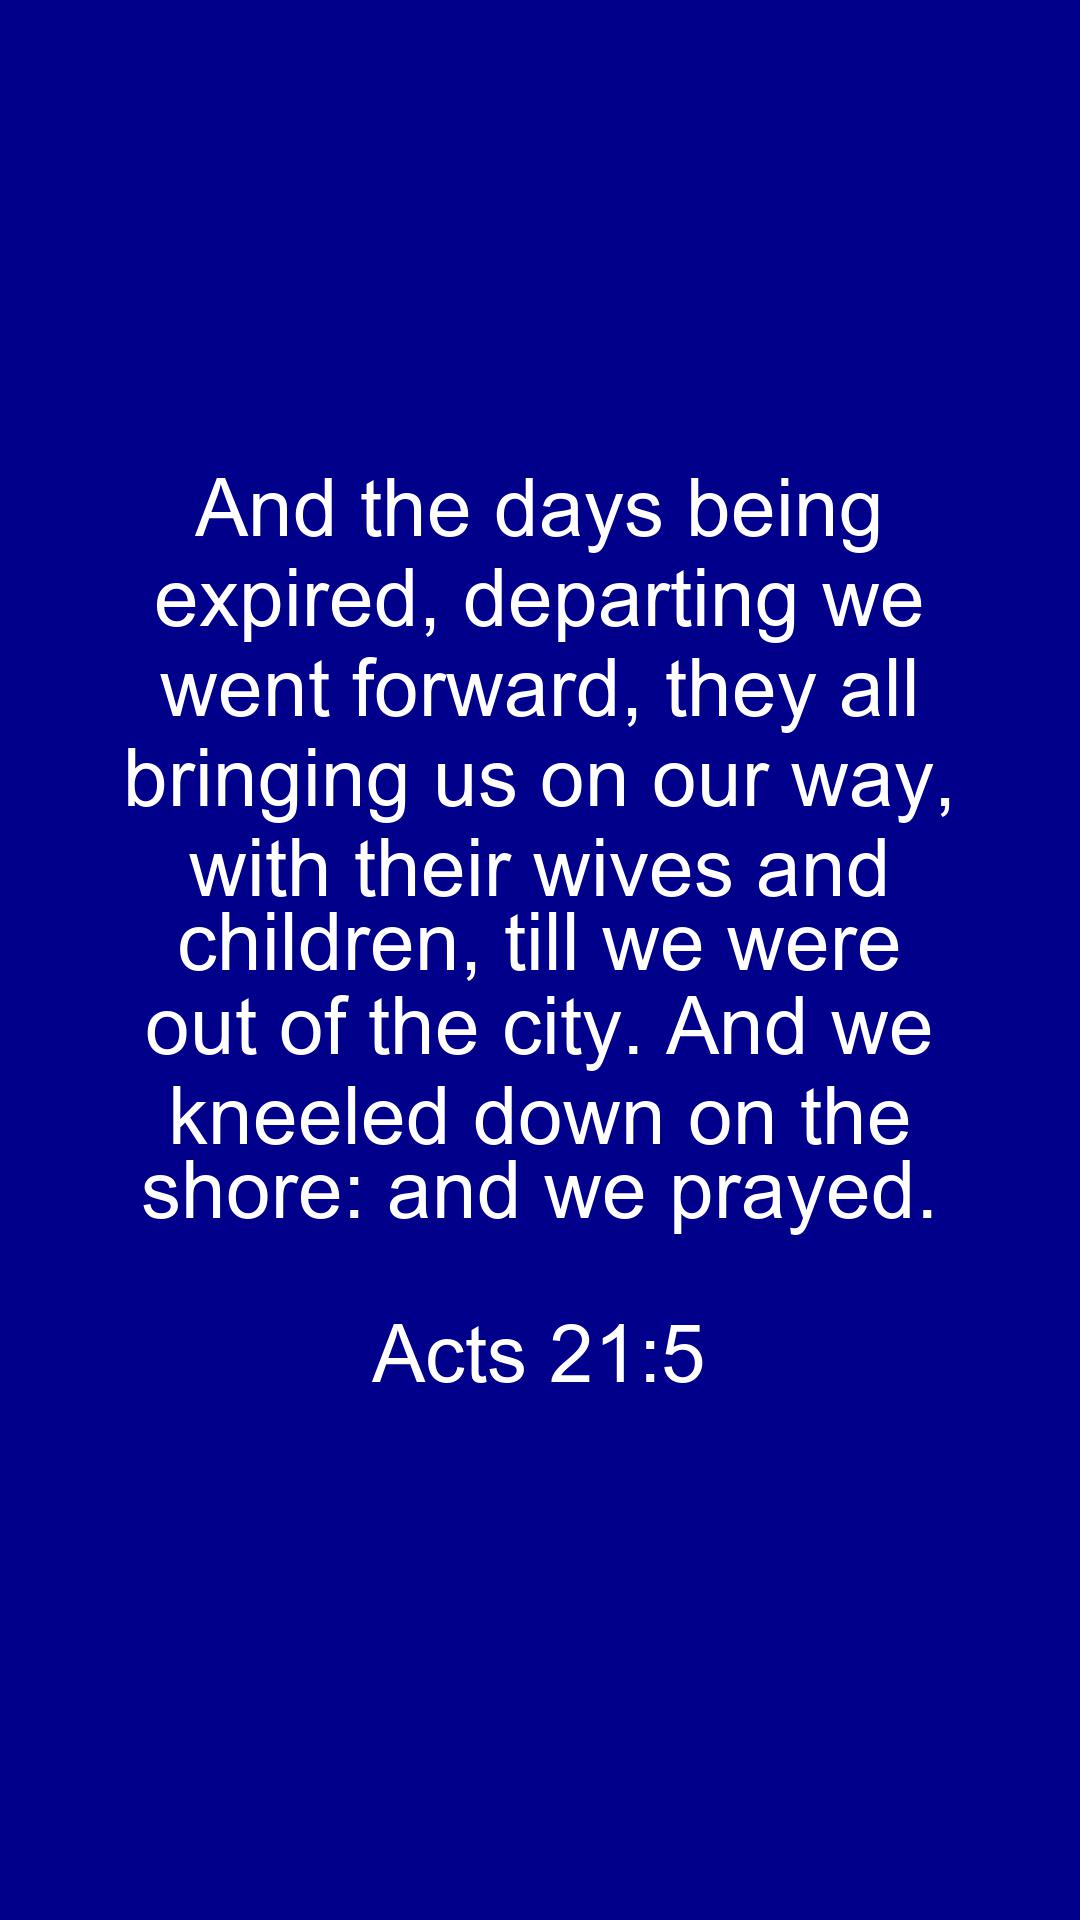 And the days being
expired, departing we
went forward, they all
bringing us on our way,
with their wives and
children, till we were
out of the city. And we
kneeled down on the
shore: and we prayed.
Acts 21:5